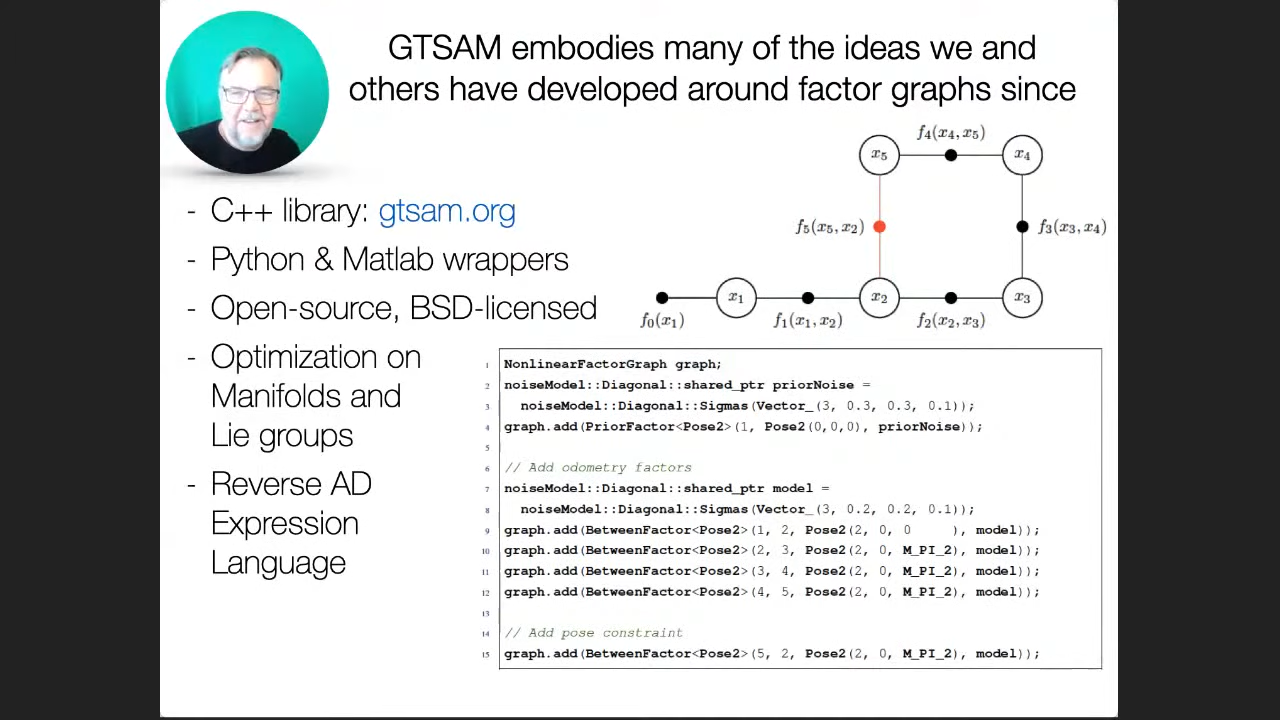 GTSAM embodies many of the ideas we and
others have developed around factor graphs since
- C++ library: gtsam.org
- Python & Matlab wrappers
- Open-source, BSD-licensed
- Optimization on
Manifolds and
Lie groups
- Reverse AD
Expression
Language
f4(x4, x5)
x5
x4
f5(x5, x2)
f3(x3, x4)
x1
x2
x3
f0(x1)
f1(x1, x2)
f2(x2, x3)
1 NonlinearFactorGraph graph;
2 noiseModel::Diagonal::shared_ptr priorNoise =
3 noiseModel::Diagonal::Sigmas(Vector_(3, 0.3, 0.3, 0.1));
4 graph.add(PriorFactor<Pose2>(1, Pose2(0,0,0), priorNoise));
5
6 // Add odometry factors
7 noiseModel::Diagonal::shared_ptr model =
8 noiseModel::Diagonal::Sigmas(Vector_(3, 0.2, 0.2, 0.1));
9 graph.add(BetweenFactor<Pose2>(1, 2, Pose2(2, 0, 0     ), model));
10 graph.add(BetweenFactor<Pose2>(2, 3, Pose2(2, 0, M_PI_2), model));
11 graph.add(BetweenFactor<Pose2>(3, 4, Pose2(2, 0, M_PI_2), model));
12 graph.add(BetweenFactor<Pose2>(4, 5, Pose2(2, 0, M_PI_2), model));
13
14 // Add pose constraint
15 graph.add(BetweenFactor<Pose2>(5, 2, Pose2(2, 0, M_PI_2), model));